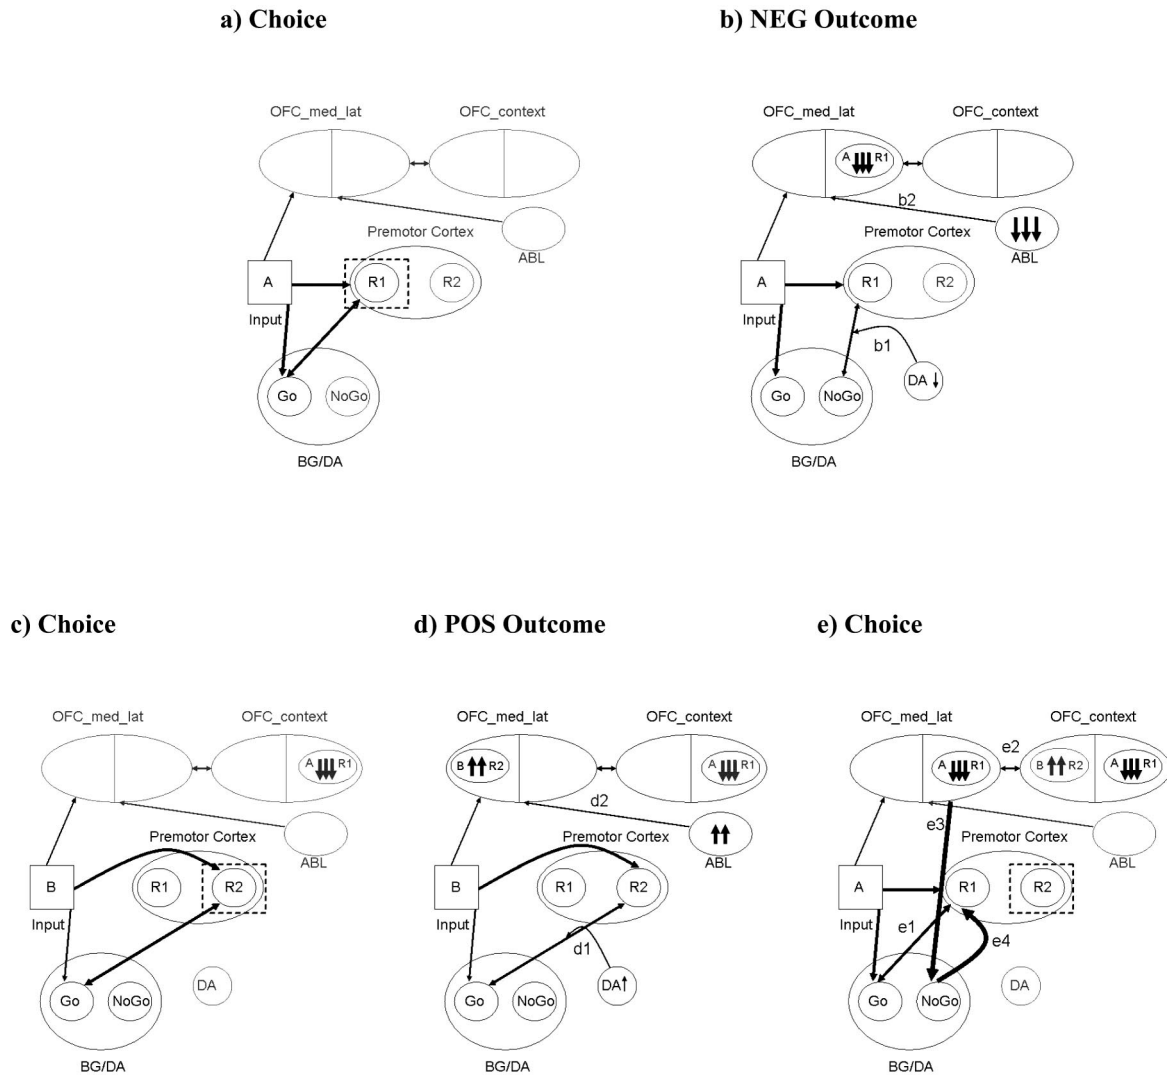 a) Choice
OFC_med_lat OFC_context
Premotor Cortex
ABL
A R1 R2
Input
Go NoGo
BG/DA
b) NEG Outcome
OFC_med_lat OFC_context
A R1
b2
Premotor Cortex
ABL
A R1 R2
Input
b1
Go NoGo DA
BG/DA
c) Choice
OFC_med_lat OFC_context
A R1
Premotor Cortex
ABL
B R1 R2
Input
DA
Go NoGo
BG/DA
d) POS Outcome
OFC_med_lat OFC_context
B R2 A R1
d2
Premotor Cortex
ABL
B R1 R2
Input
d1
DA
Go NoGo
BG/DA
e) Choice
OFC_med_lat OFC_context
e2
A R1 B R2 A R1
e3
Premotor Cortex
ABL
A R1 R2
Input
e1 e4
DA
Go NoGo
BG/DA